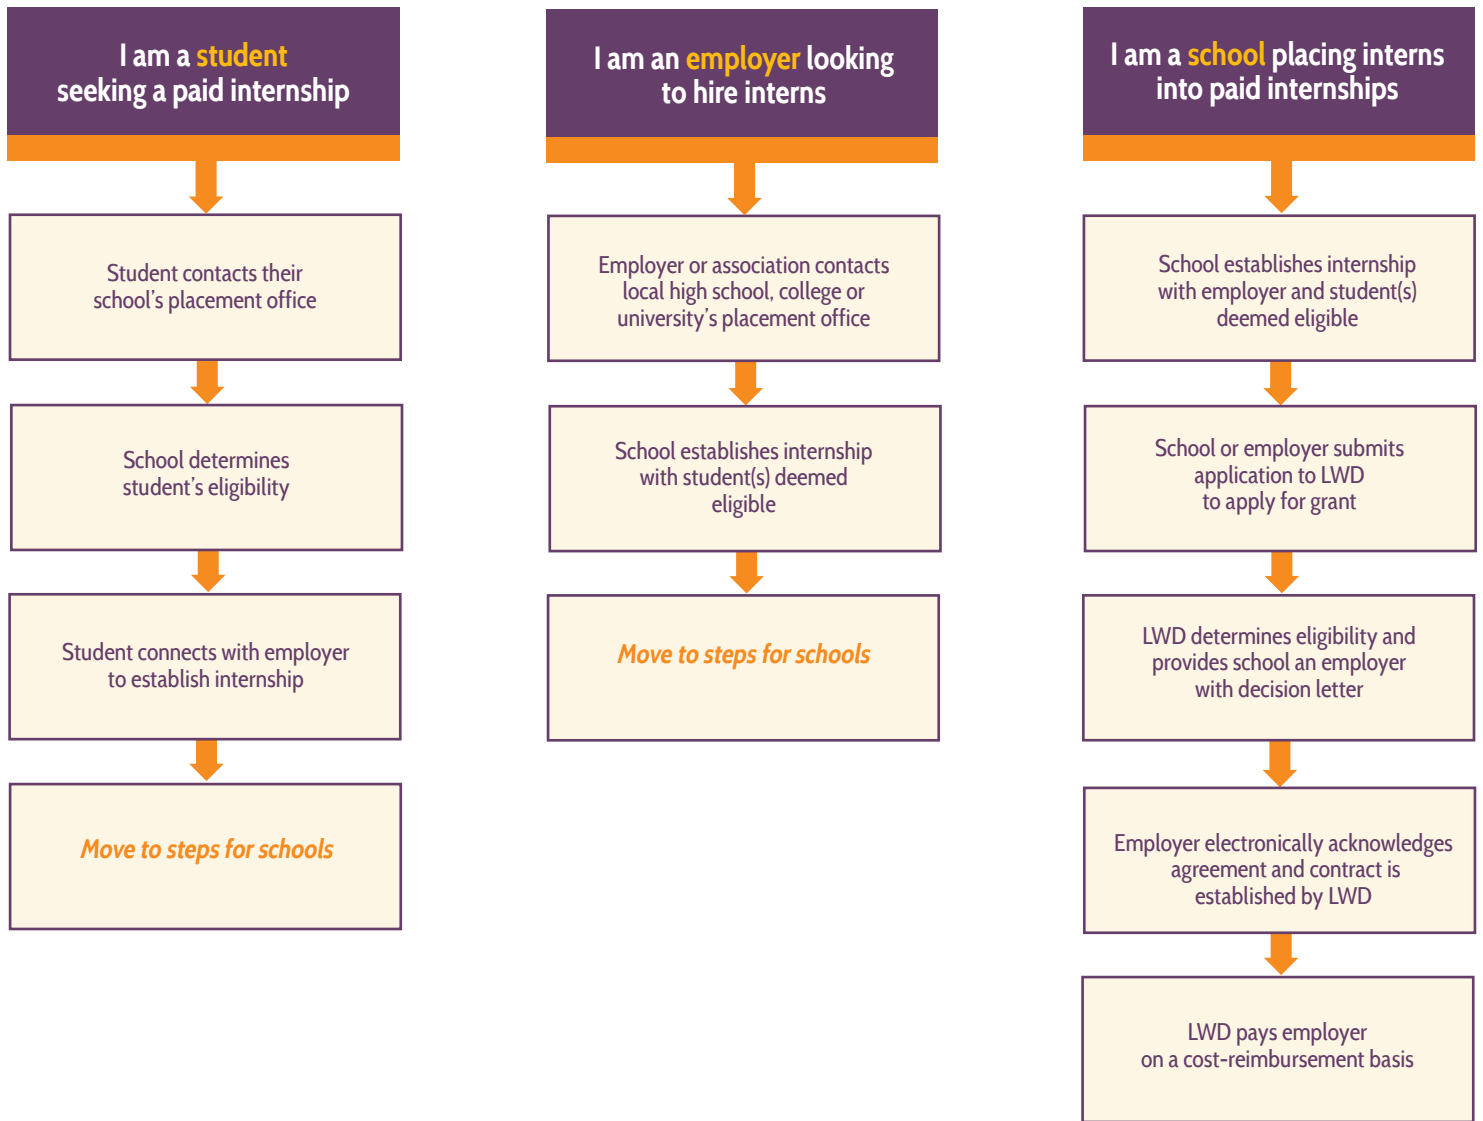 I am a student
seeking a paid internship
Student contacts their
school’s placement office
School determines
student’s eligibility
Student connects with employer
to establish internship
Move to steps for schools
I am an employer looking
to hire interns
Employer or association contacts
local high school, college or
university’s placement office
School establishes internship
with student(s) deemed
eligible
Move to steps for schools
I am a school placing interns
into paid internships
School establishes internship
with employer and student(s)
deemed eligible
School or employer submits
application to LWD
to apply for grant
LWD determines eligibility and
provides school an employer
with decision letter
Employer electronically acknowledges
agreement and contract is
established by LWD
LWD pays employer
on a cost-reimbursement basis